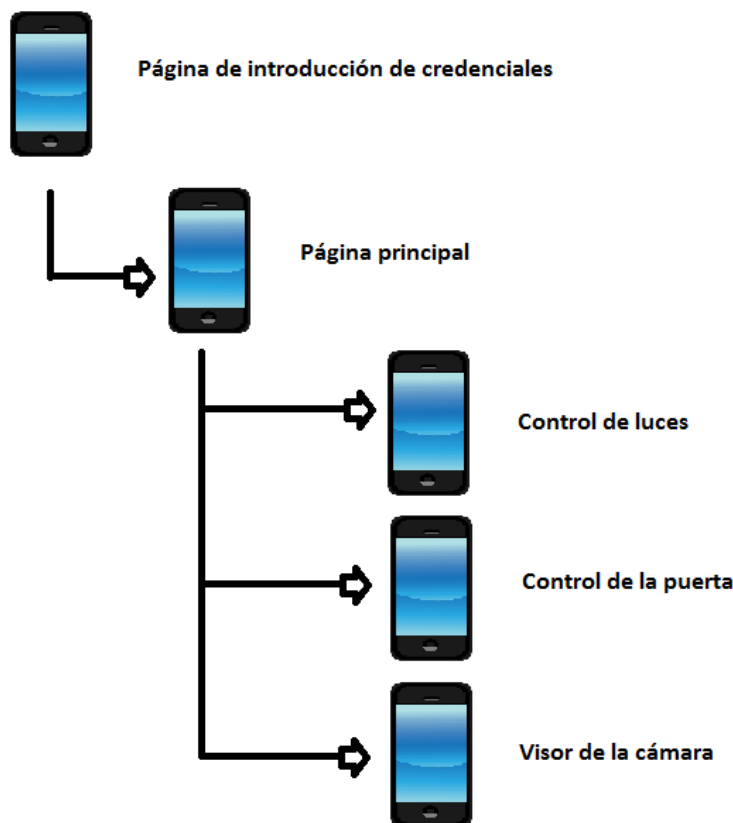 Página de introducción de credenciales
Página principal
Control de luces
Control de la puerta
Visor de la cámara